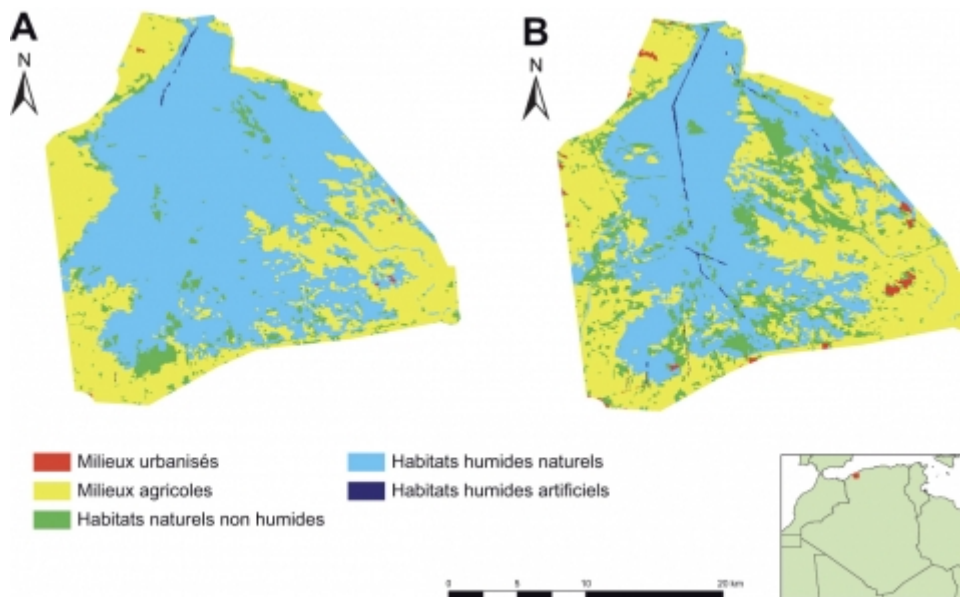 A
B
N
N
Milieux urbanisés
Milieux agricoles
Habitats naturels non humides
Habitats humides naturels
Habitats humides artificiels
0 5 10 20 km